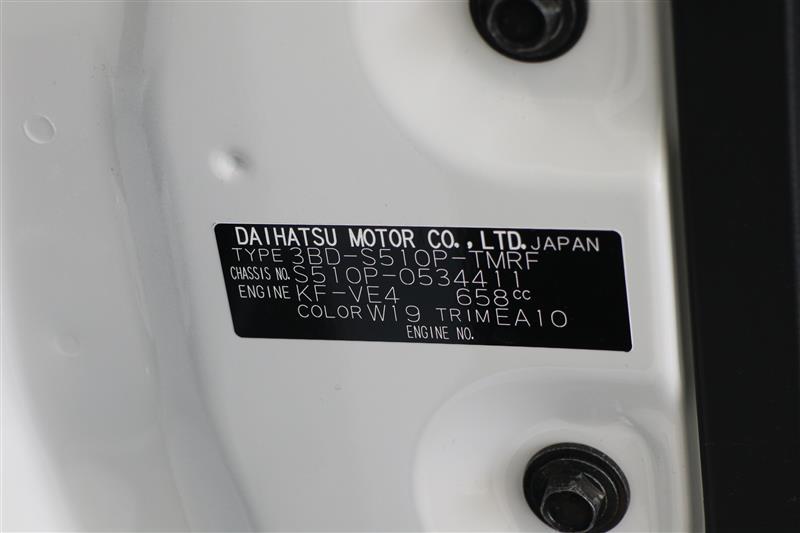 DAIHATSU MOTOR CO.,LTD. JAPAN
TYPE 3BD-S510P-TMRF
CHASSIS NO. S510P-0534411
ENGINE KF-VE4 658cc
COLOR W19 TRIM EA10
ENGINE NO.